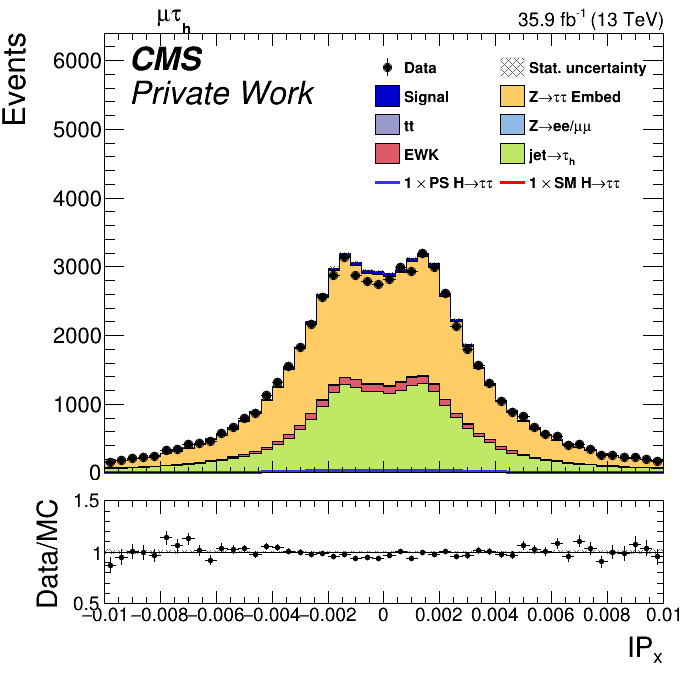 μτh 35.9 fb-1 (13 TeV)
Events
CMS
Private Work
Data
Stat. uncertainty
Signal
Z→ττ Embed
tt
Z→ee/μμ
EWK
jet→τh
1 × PS H→ττ
1 × SM H→ττ
6000
5000
4000
3000
2000
1000
0
Data/MC
1.5
1
0.5
−0.01 −0.008 −0.006 −0.004 −0.002 0 0.002 0.004 0.006 0.008 0.01
IPx